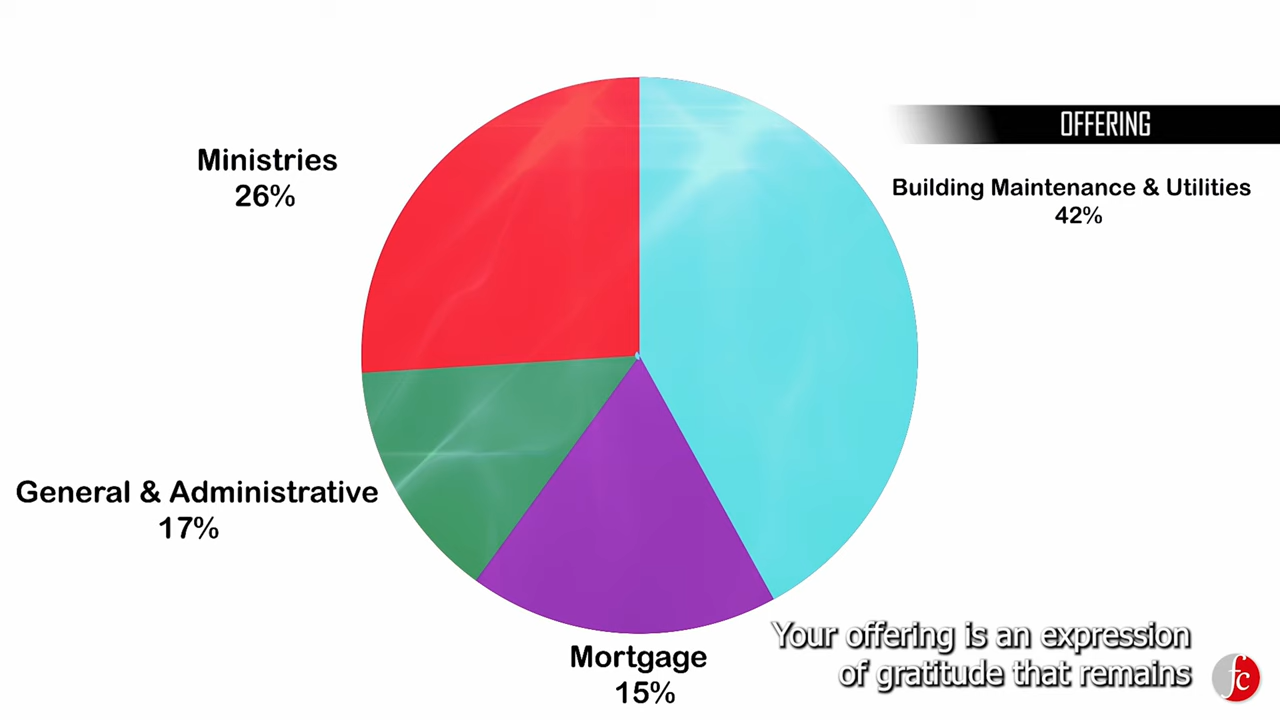 OFFERING
Ministries
26%
Building Maintenance & Utilities
42%
General & Administrative
17%
Mortgage
15%
Your offering is an expression
of gratitude that remains
fc